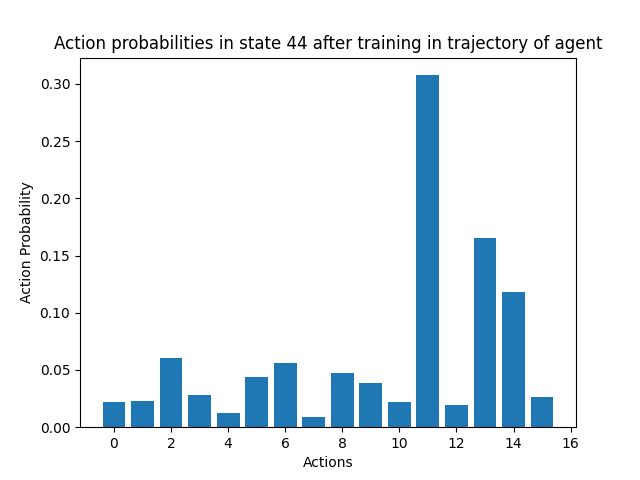 Action probabilities in state 44 after training in trajectory of agent
0.30
0.25
0.20
0.15
0.10
0.05
0.00
Action Probability
0 2 4 6 8 10 12 14 16
Actions